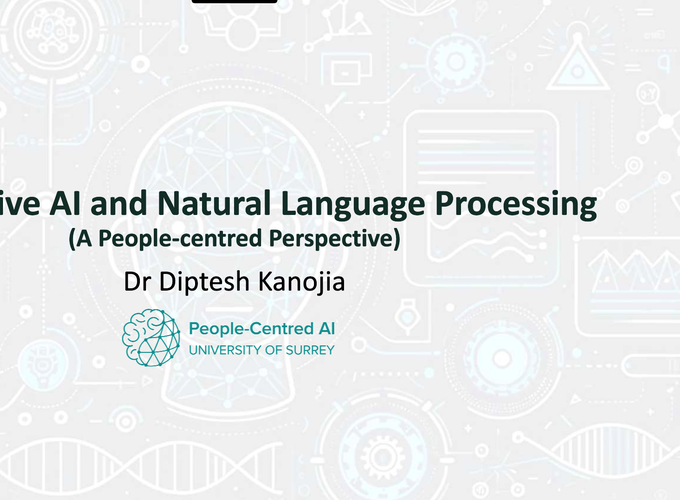 ive AI and Natural Language Processing
(A People-centred Perspective)
Dr Diptesh Kanojia
People-Centred AI
UNIVERSITY OF SURREY